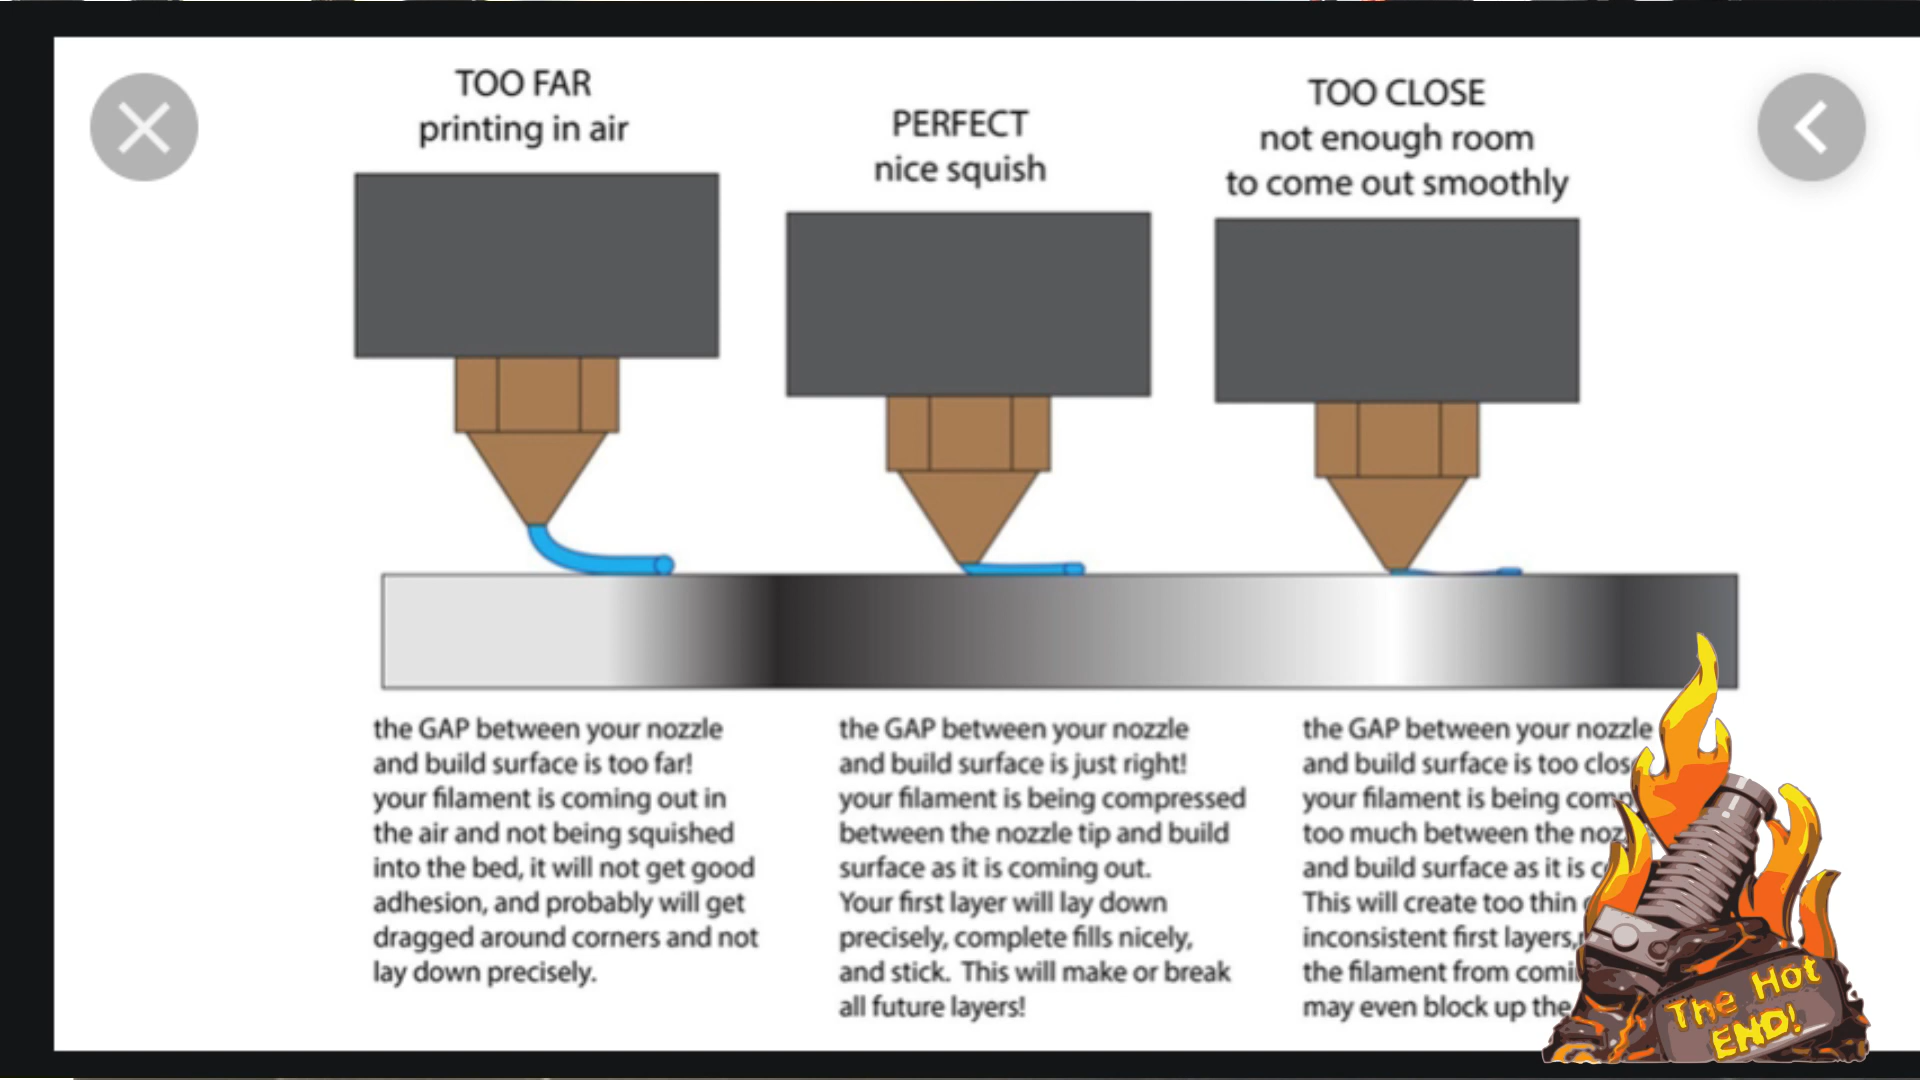 TOO FAR
printing in air
PERFECT
nice squish
TOO CLOSE
not enough room
to come out smoothly
the GAP between your nozzle
and build surface is too far!
your filament is coming out in
the air and not being squished
into the bed, it will not get good
adhesion, and probably will get
dragged around corners and not
lay down precisely.
the GAP between your nozzle
and build surface is just right!
your filament is being compressed
between the nozzle tip and build
surface as it is coming out.
Your first layer will lay down
precisely, complete fills nicely,
and stick. This will make or break
all future layers!
the GAP between your nozzle
and build surface is too
your filament is being
too much between the
and build surface as it is
This will create too thin
inconsistent first layers,
the filament from
may even block up the
The Hot
END!